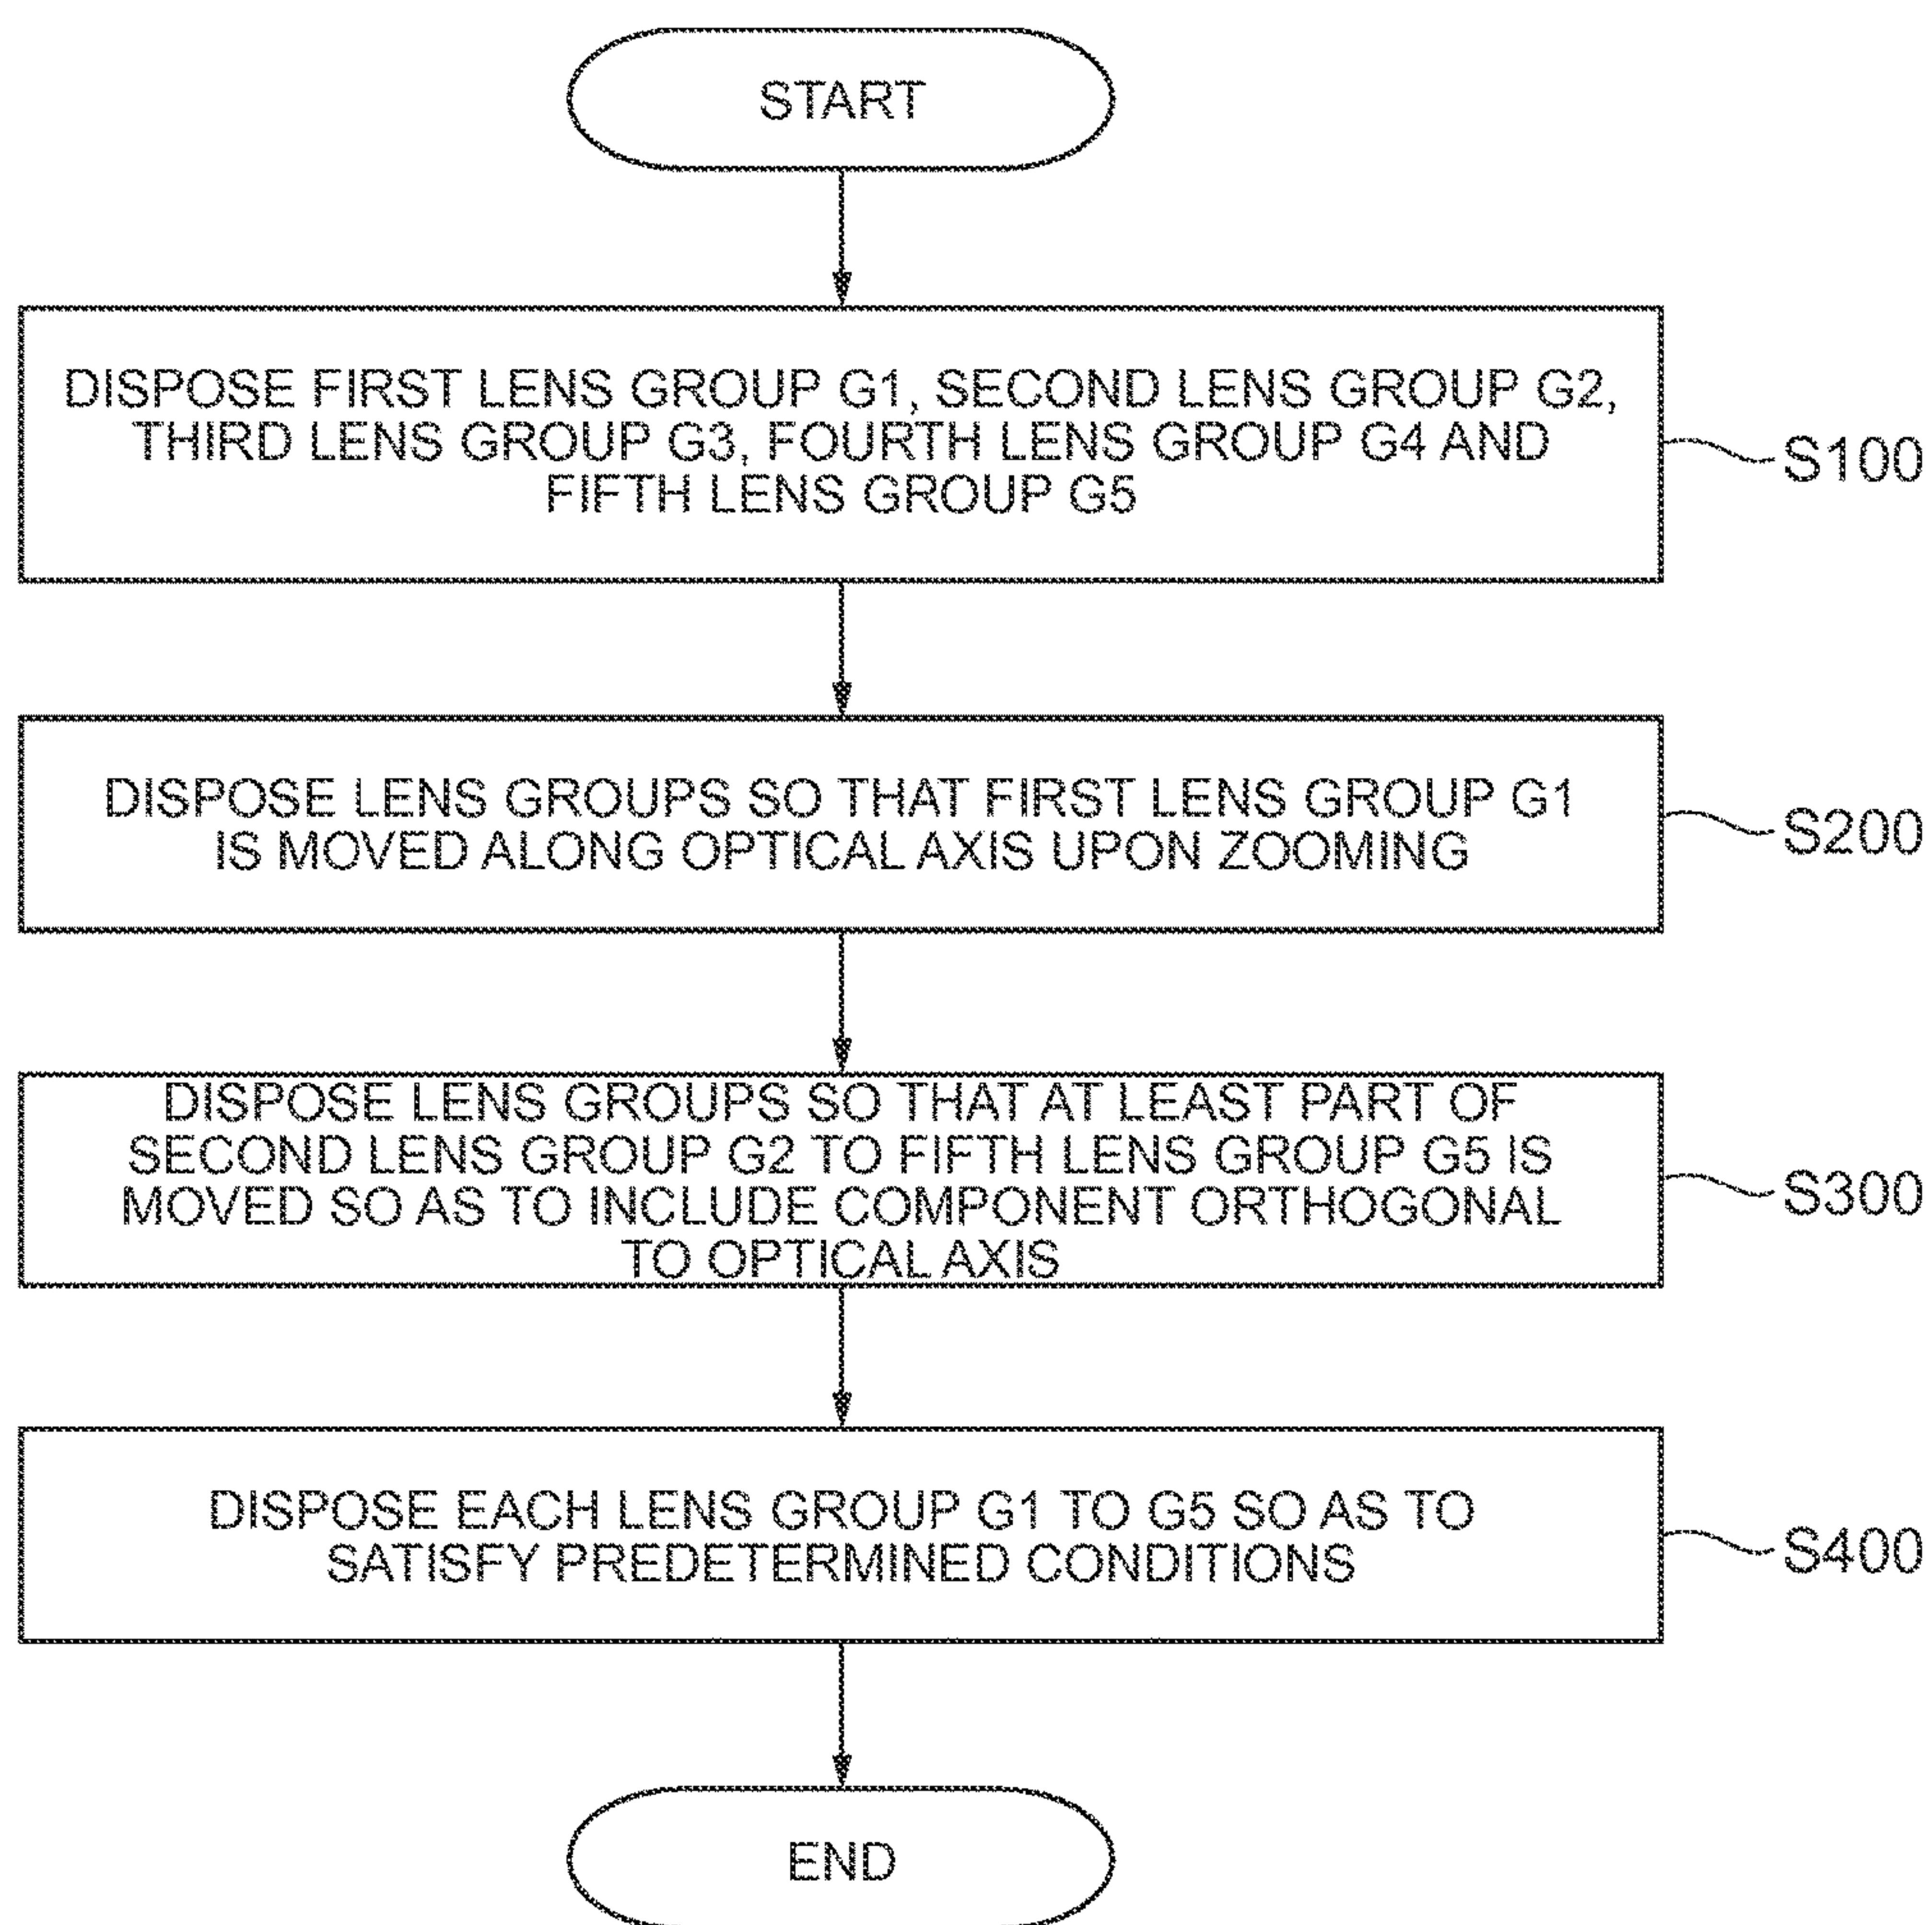 START
DISPOSE FIRST LENS GROUP G1, SECOND LENS GROUP G2,
THIRD LENS GROUP G3, FOURTH LENS GROUP G4 AND
FIFTH LENS GROUP G5
S100
DISPOSE LENS GROUPS SO THAT FIRST LENS GROUP G1
IS MOVED ALONG OPTICAL AXIS UPON ZOOMING
S200
DISPOSE LENS GROUPS SO THAT AT LEAST PART OF
SECOND LENS GROUP G2 TO FIFTH LENS GROUP G5 IS
MOVED SO AS TO INCLUDE COMPONENT ORTHOGONAL
TO OPTICAL AXIS
S300
DISPOSE EACH LENS GROUP G1 TO G5 SO AS TO
SATISFY PREDETERMINED CONDITIONS
S400
END